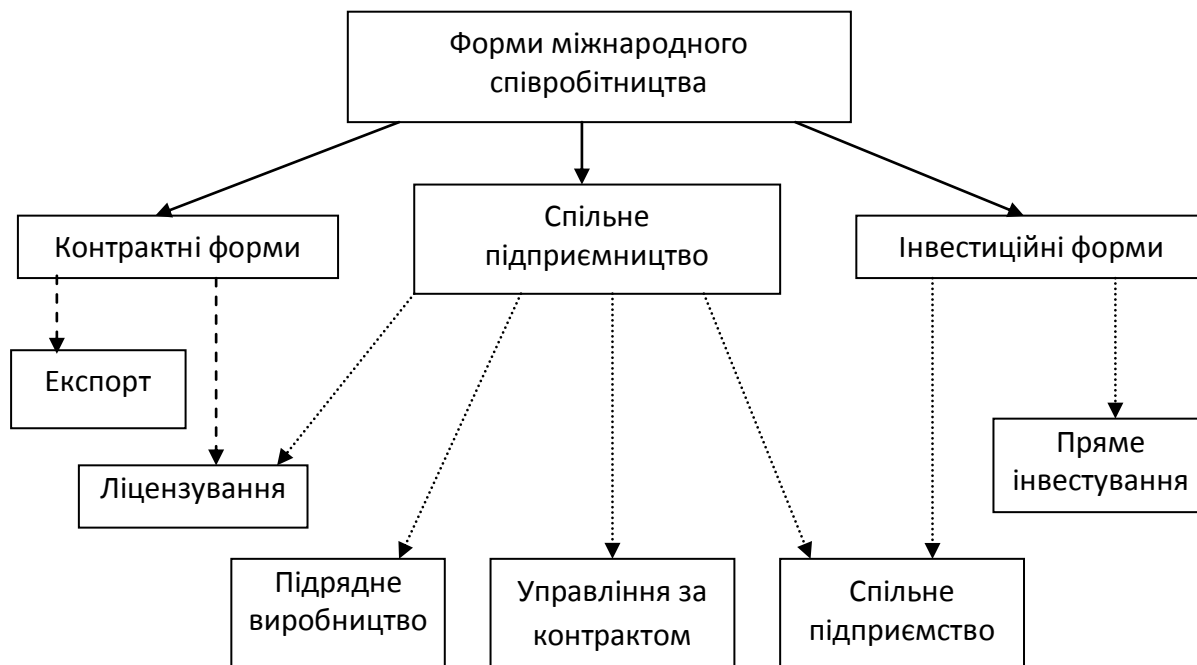 Форми міжнародного
співробітництва
Контрактні форми
Спільне
підприємництво
Інвестиційні форми
Експорт
Ліцензування
Пряме
інвестування
Підрядне
виробництво
Управління за
контрактом
Спільне
підприємство